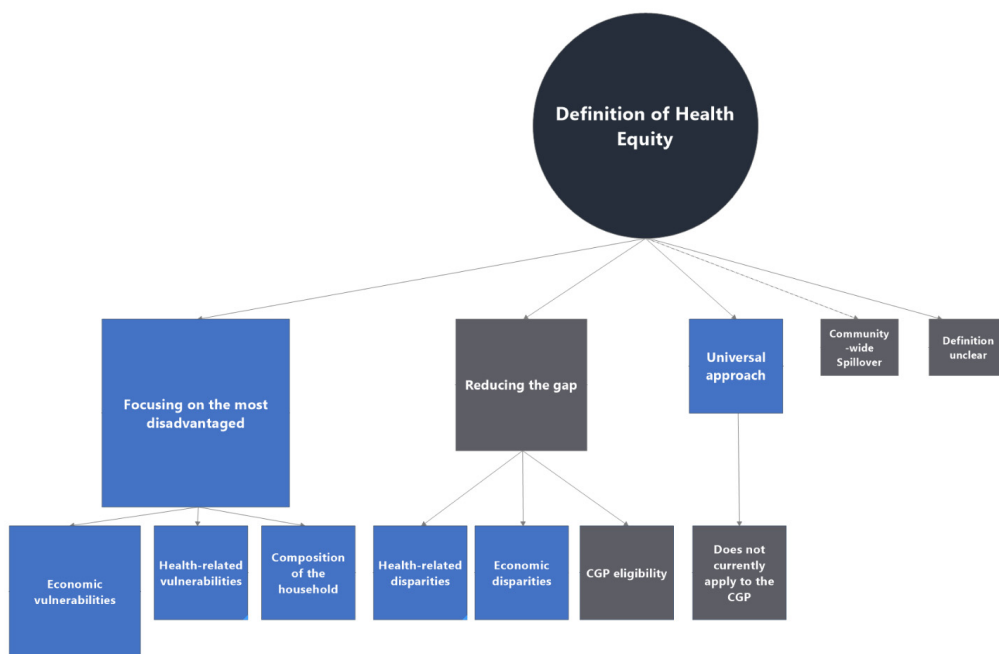 Definition of Health
Equity
Focusing on the most
disadvantaged
Reducing the gap
Universal
approach
Community
-wide
Spillover
Definition
unclear
Economic
vulnerabilities
Health-related
vulnerabilities
Composition
of the
household
Health-related
disparities
Economic
disparities
CGP eligibility
Does not
currently
apply to the
CGP